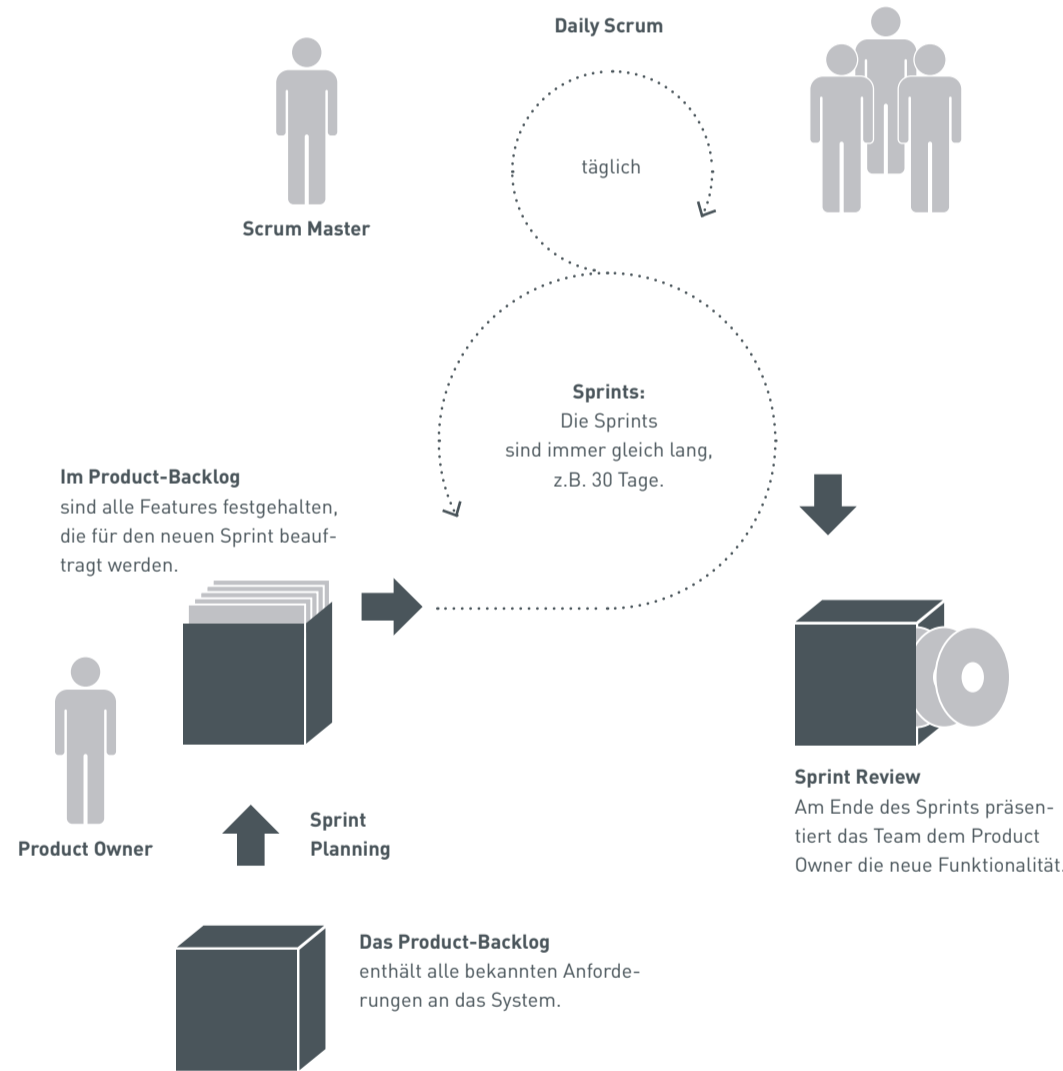 Daily Scrum
täglich
Scrum Master
Sprints:
Die Sprints
sind immer gleich lang,
z.B. 30 Tage.
Im Product-Backlog
sind alle Features festgehalten,
die für den neuen Sprint beauf-
tragt werden.
Product Owner
Sprint
Planning
Sprint Review
Am Ende des Sprints präsen-
tiert das Team dem Product
Owner die neue Funktionalität.
Das Product-Backlog
enthält alle bekannten Anforde-
rungen an das System.